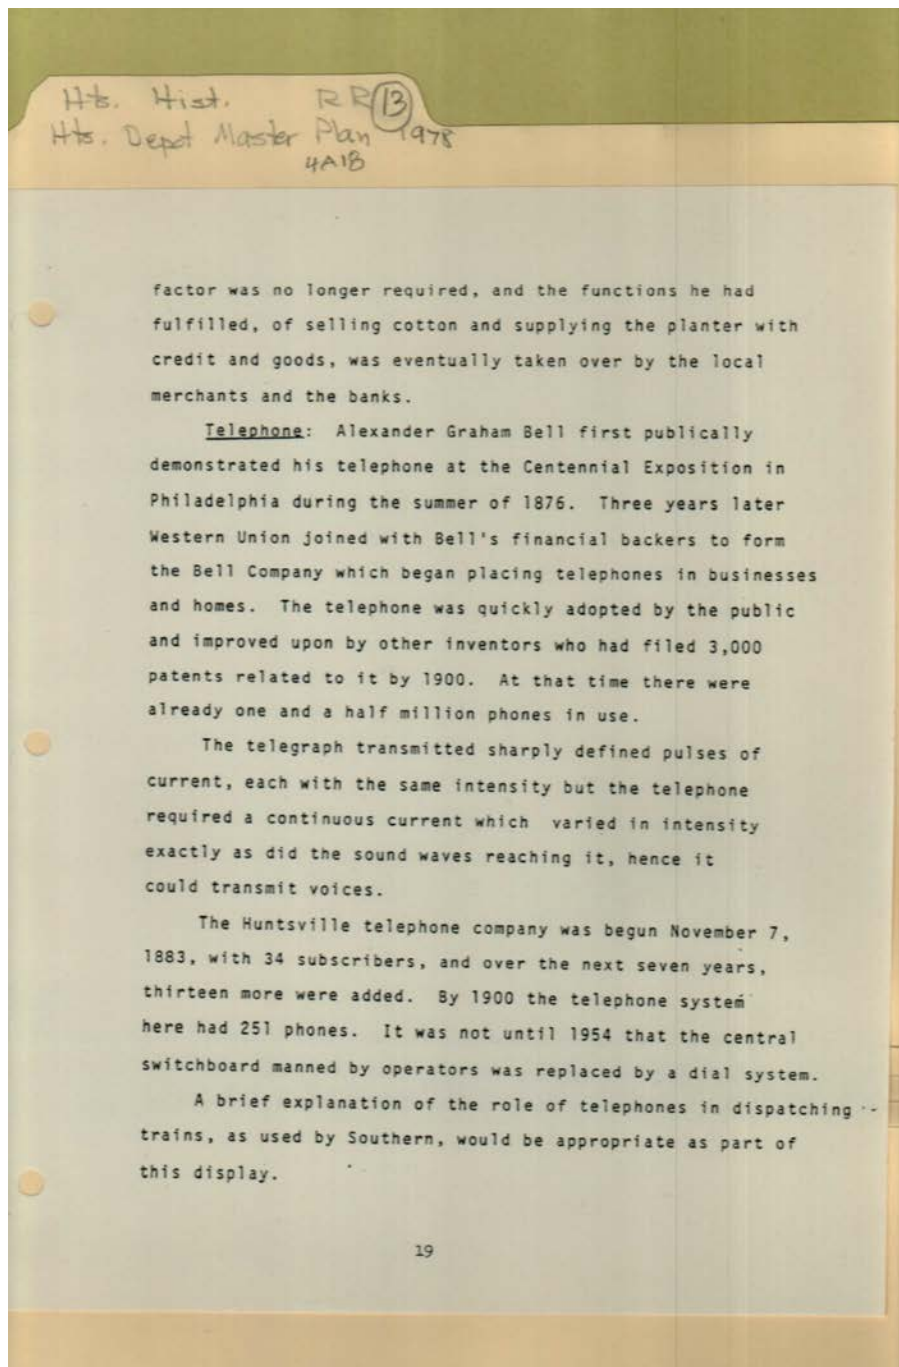 Hts. Hist. RR 13
Hts. Depot Master Plan 1978
4A1B
factor was no longer required, and the functions he had
fulfilled, of selling cotton and supplying the planter with
credit and goods, was eventually taken over by the local
merchants and the banks.
Telephone: Alexander Graham Bell first publically
demonstrated his telephone at the Centennial Exposition in
Philadelphia during the summer of 1876. Three years later
Western Union joined with Bell's financial backers to form
the Bell Company which began placing telephones in businesses
and homes. The telephone was quickly adopted by the public
and improved upon by other inventors who had filed 3,000
patents related to it by 1900. At that time there were
already one and a half million phones in use.
The telegraph transmitted sharply defined pulses of
current, each with the same intensity but the telephone
required a continuous current which varied in intensity
exactly as did the sound waves reaching it, hence it
could transmit voices.
The Huntsville telephone company was begun November 7,
1883, with 34 subscribers, and over the next seven years,
thirteen more were added. By 1900 the telephone system
here had 251 phones. It was not until 1954 that the central
switchboard manned by operators was replaced by a dial system.
A brief explanation of the role of telephones in dispatching
trains, as used by Southern, would be appropriate as part of
this display.
19